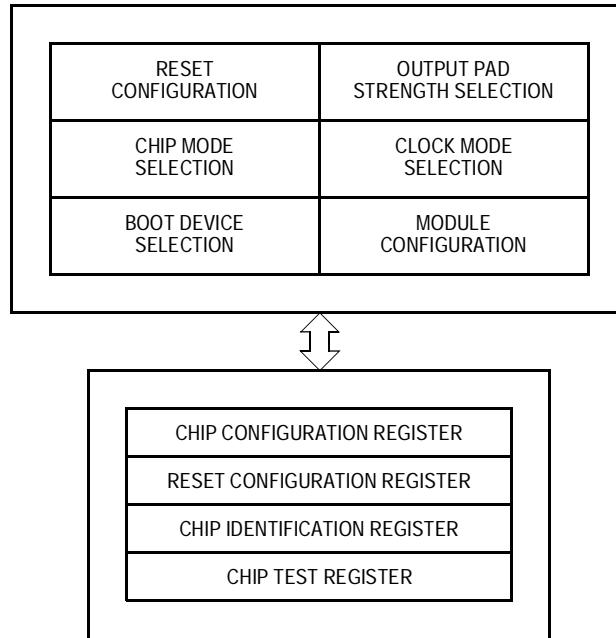 RESET
CONFIGURATION
OUTPUT PAD
STRENGTH SELECTION
CHIP MODE
SELECTION
CLOCK MODE
SELECTION
BOOT DEVICE
SELECTION
MODULE
CONFIGURATION
CHIP CONFIGURATION REGISTER
RESET CONFIGURATION REGISTER
CHIP IDENTIFICATION REGISTER
CHIP TEST REGISTER